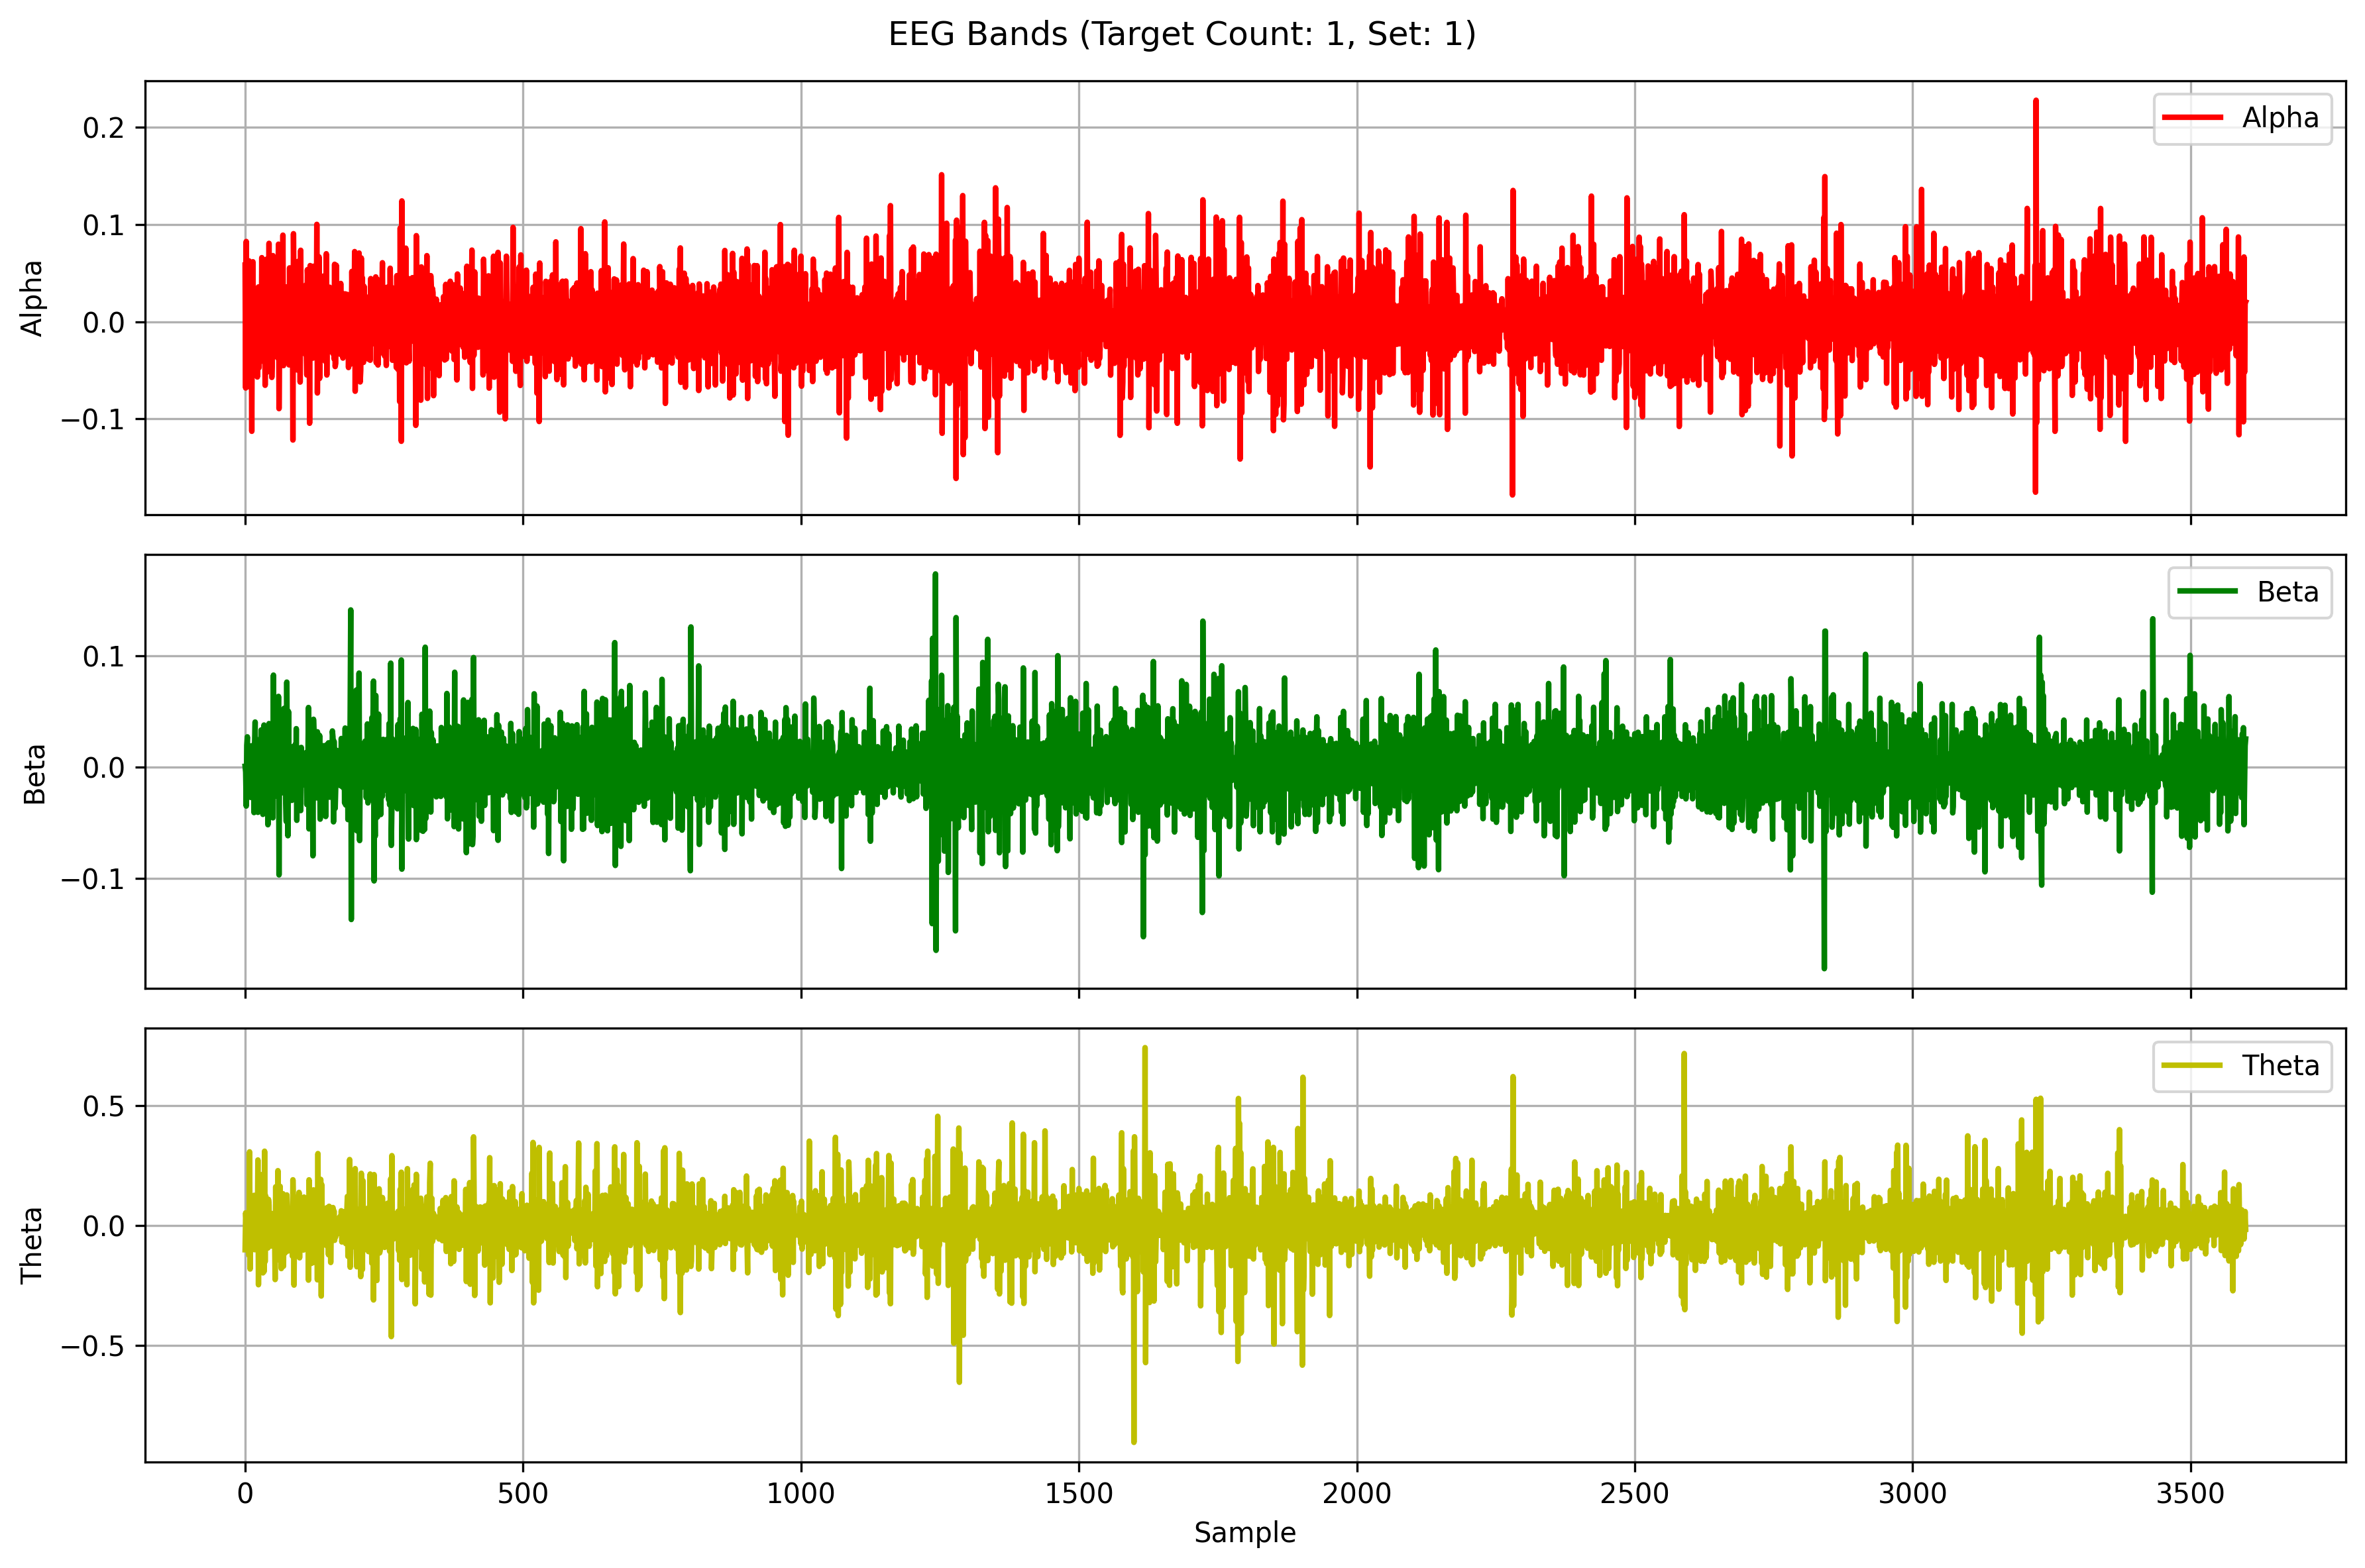 EEG Bands (Target Count: 1, Set: 1)
Alpha
0.2
0.1
0.0
−0.1
Alpha
Beta
0.1
0.0
−0.1
Beta
Theta
0.5
0.0
−0.5
Theta
0 500 1000 1500 2000 2500 3000 3500
Sample